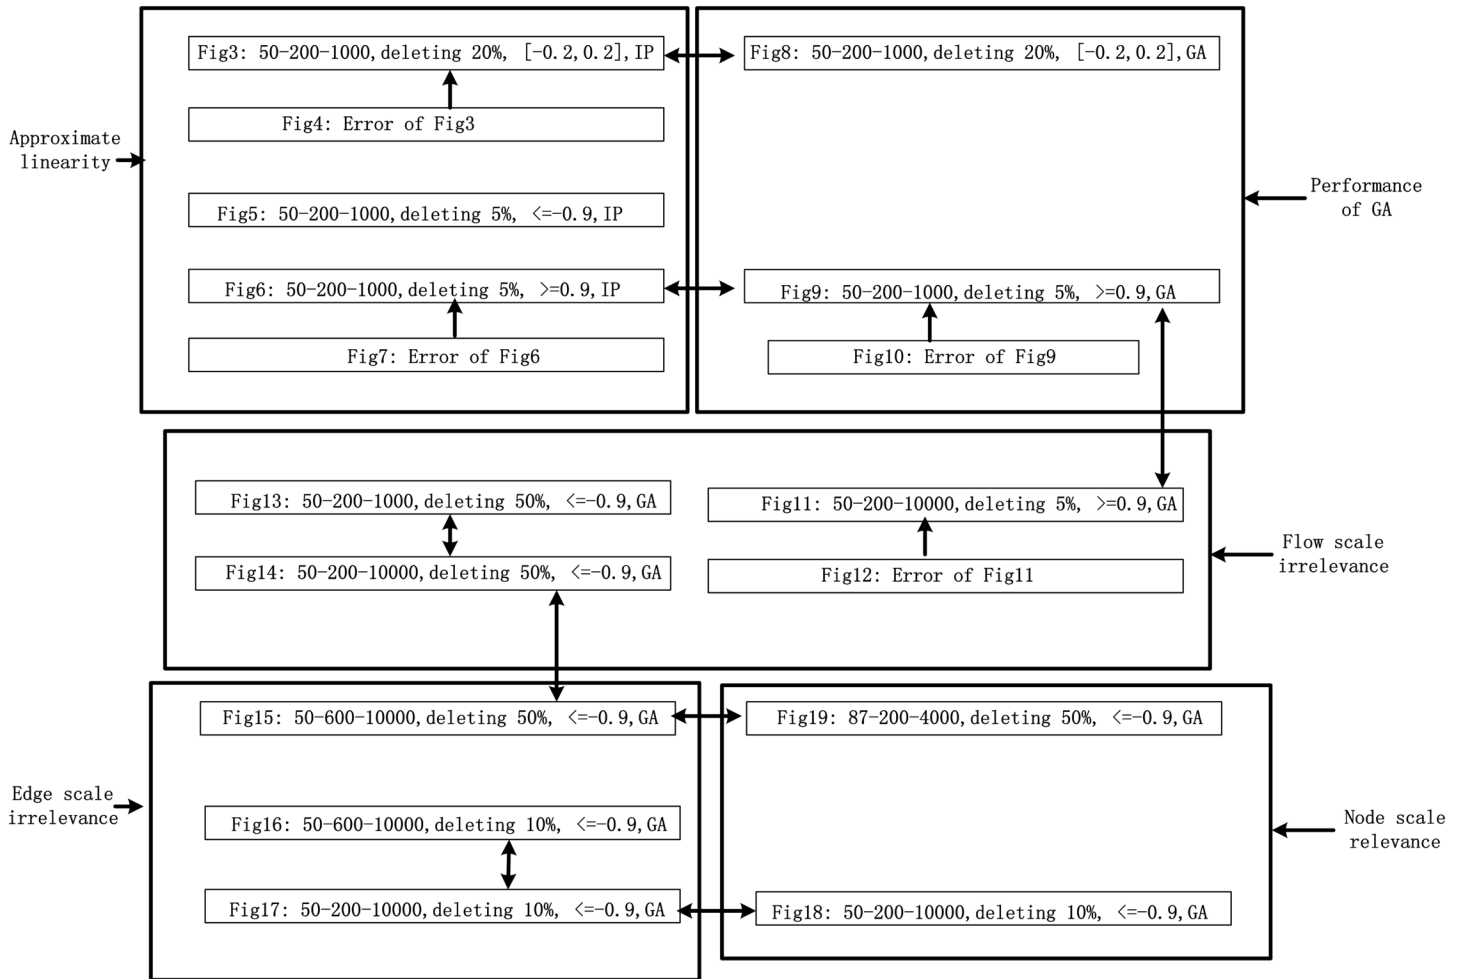 Fig3: 50-200-1000, deleting 20%, [-0.2, 0.2], IP
Fig8: 50-200-1000, deleting 20%, [-0.2, 0.2], GA
Fig4: Error of Fig3
Approximate
linearity
Fig5: 50-200-1000, deleting 5%, <=-0.9, IP
Performance
of GA
Fig6: 50-200-1000, deleting 5%, >=0.9, IP
Fig9: 50-200-1000, deleting 5%, >=0.9, GA
Fig7: Error of Fig6
Fig10: Error of Fig9
Fig13: 50-200-1000, deleting 50%, <=-0.9, GA
Fig11: 50-200-10000, deleting 5%, >=0.9, GA
Flow scale
irrelevance
Fig14: 50-200-10000, deleting 50%, <=-0.9, GA
Fig12: Error of Fig11
Fig15: 50-600-10000, deleting 50%, <=-0.9, GA
Fig19: 87-200-4000, deleting 50%, <=-0.9, GA
Edge scale
irrelevance
Fig16: 50-600-10000, deleting 10%, <=-0.9, GA
Node scale
relevance
Fig17: 50-200-10000, deleting 10%, <=-0.9, GA
Fig18: 50-200-10000, deleting 10%, <=-0.9, GA